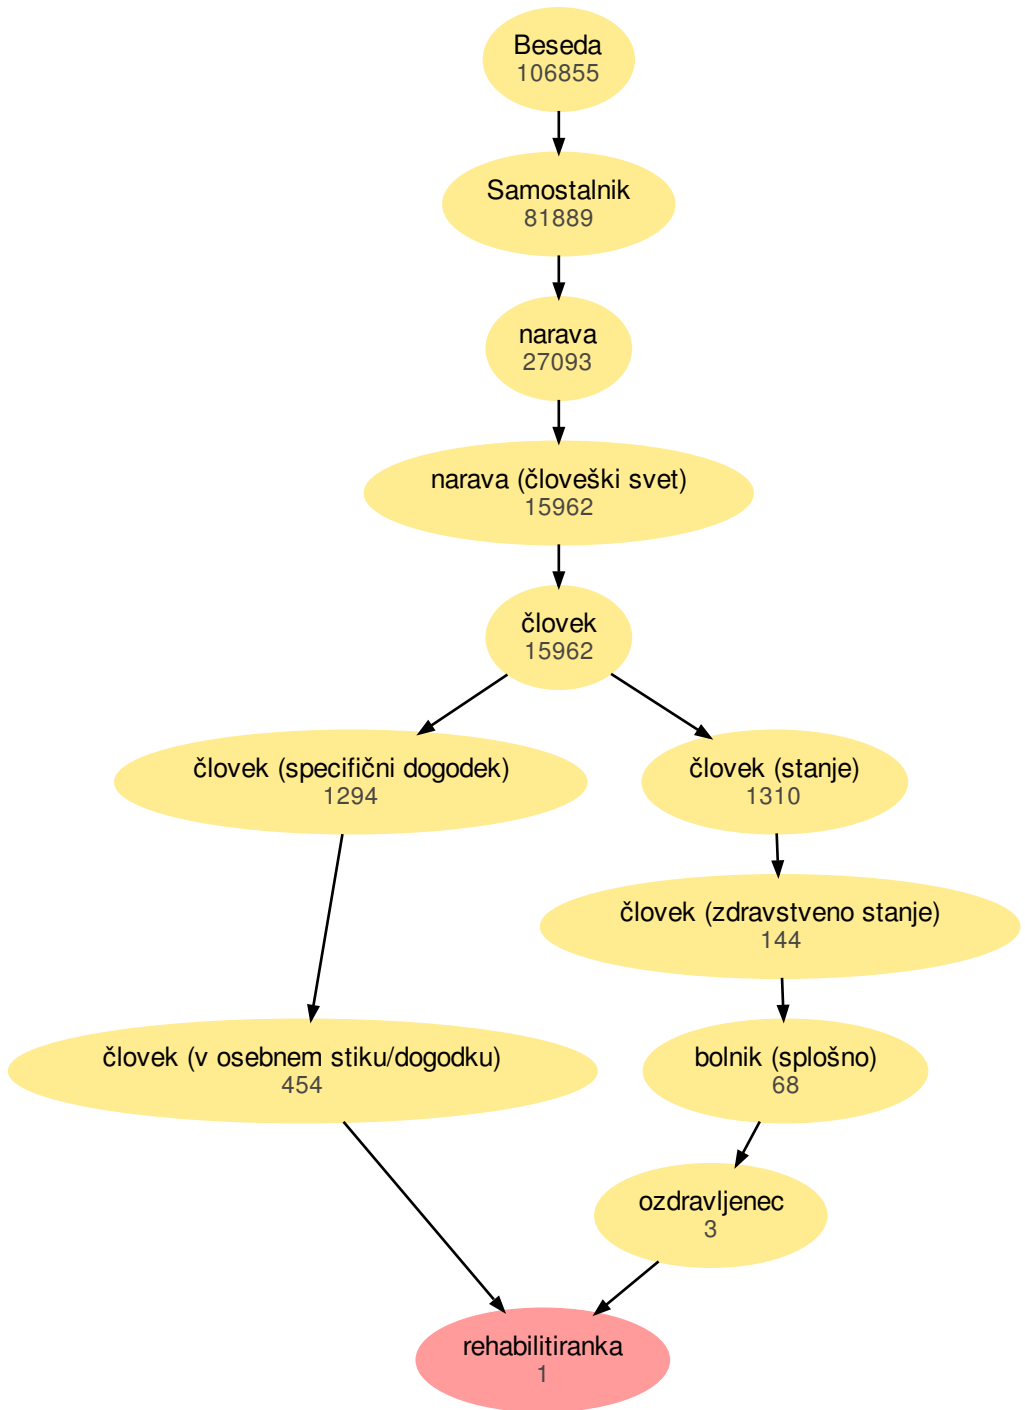 Beseda
106855
Samostalnik
81889
narava
27093
narava (človeški svet)
15962
človek
15962
človek (specifični dogodek)
1294
človek (stanje)
1310
človek (zdravstveno stanje)
144
človek (v osebnem stiku/dogodku)
454
bolnik (splošno)
68
ozdravljenec
3
rehabilitiranka
1